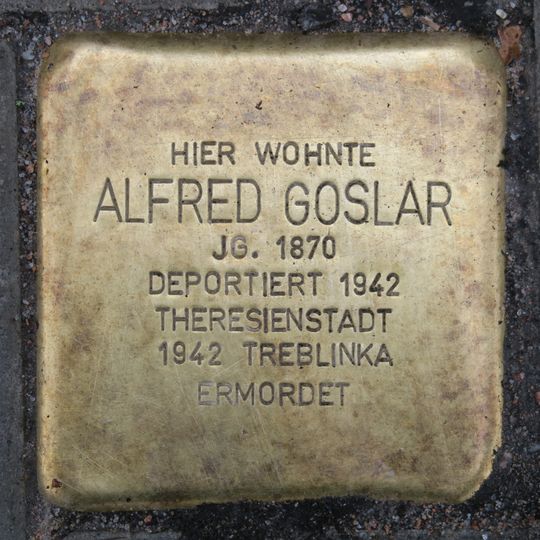 HIER WOHNTE
ALFRED GOSLAR
JG. 1870
DEPORTIERT 1942
THERESIENSTADT
1942 TREBLINKA
ERMORDET